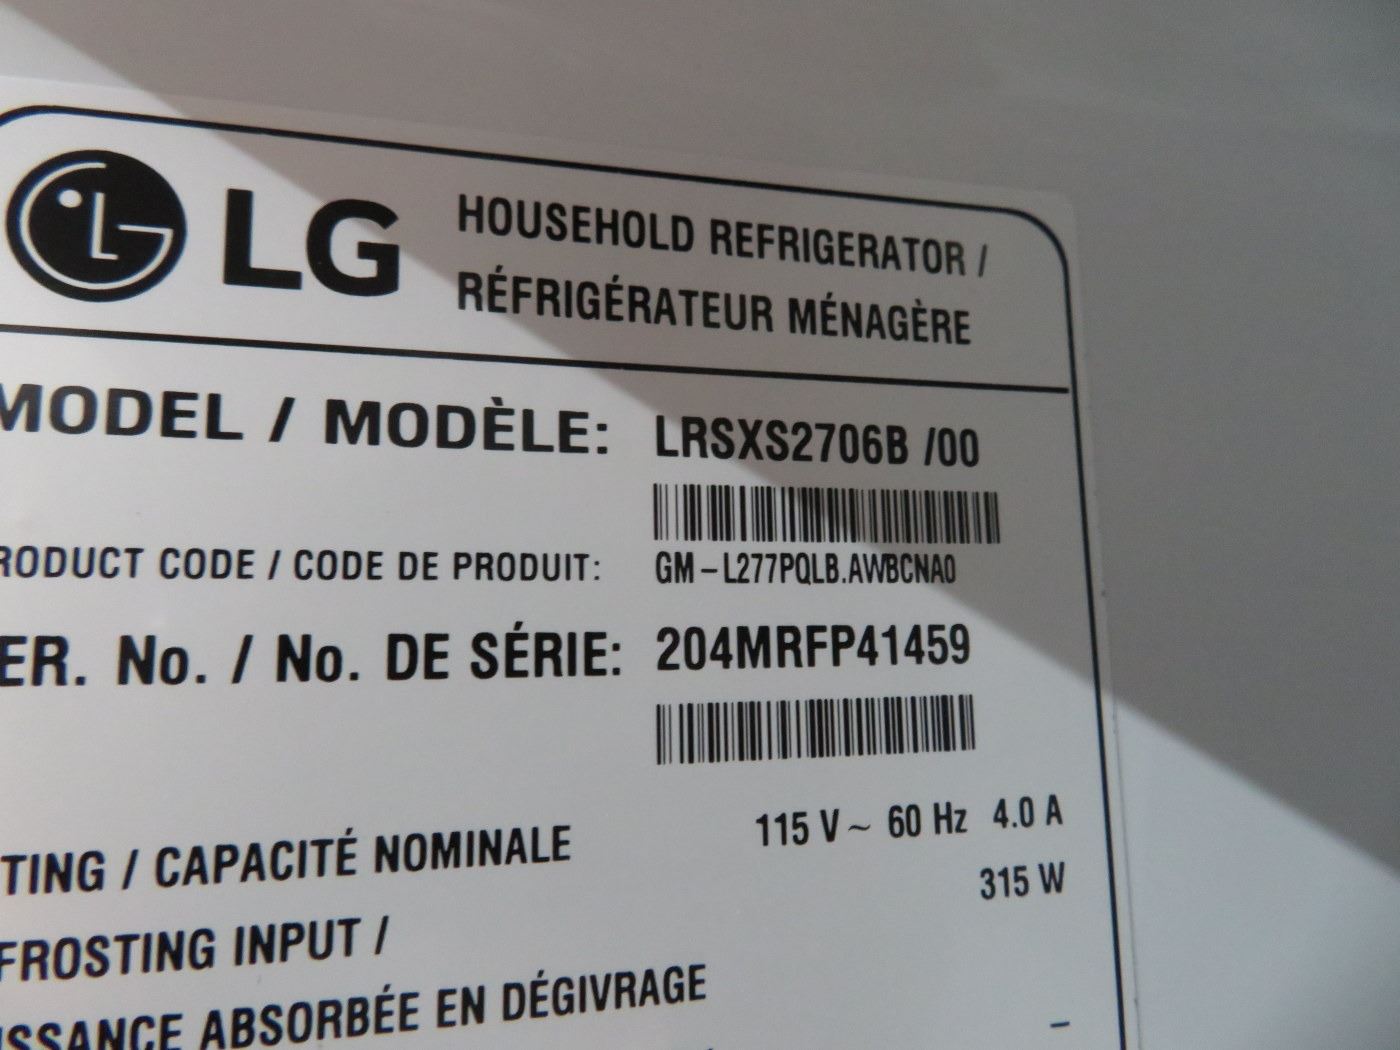 LG HOUSEHOLD REFRIGERATOR /
RÉFRIGÉRATEUR MÉNAGÈRE
MODEL / MODÈLE: LRSXS2706B /00
RODUCT CODE / CODE DE PRODUIT: GM-L277PQLB.AWBCNA0
ER. No. / No. DE SÉRIE: 204MRFP41459
TING / CAPACITÉ NOMINALE 115 V~ 60 Hz 4.0 A
315 W
FROSTING INPUT /
ISSANCE ABSORBÉE EN DÉGIVRAGE
–